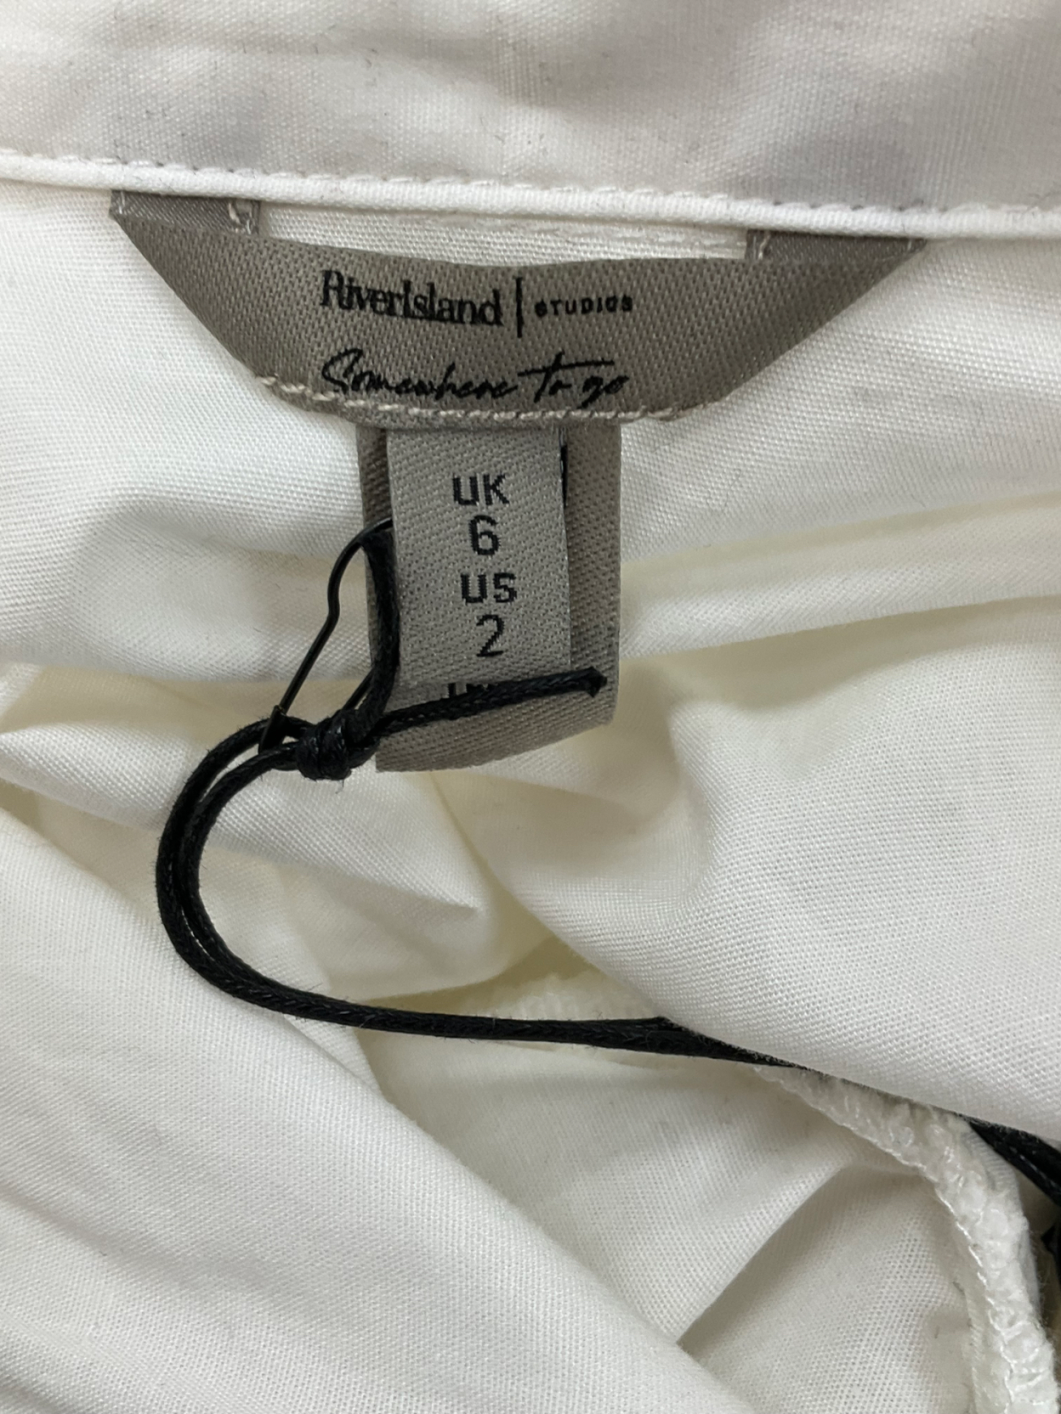 RiverIsland | STUDIOS
Somewhere to go
UK
6
US
2